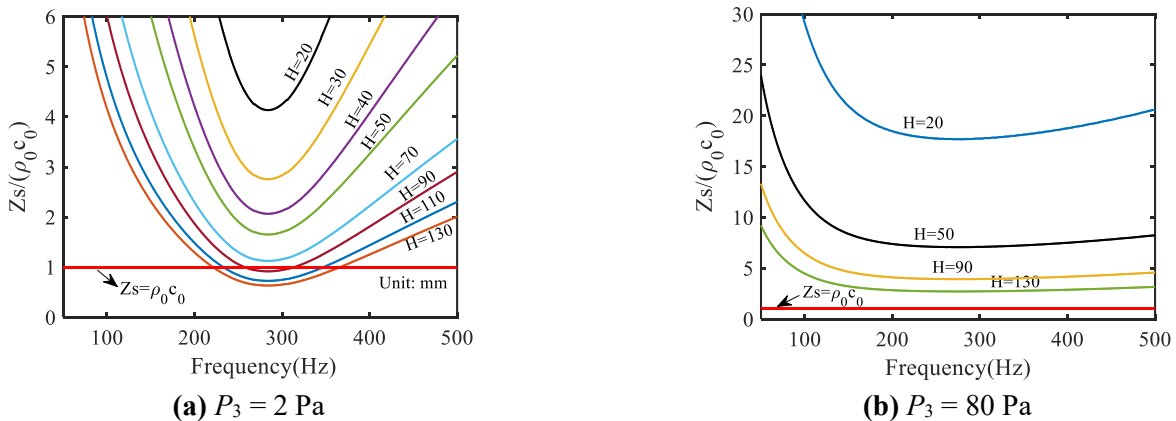 6
5
4
3
2
1
0
Zs/(ρ₀c₀)
H=20
H=30
H=40
H=50
H=70
H=90
H=110
H=130
Zs=ρ₀c₀
Unit: mm
100 200 300 400 500
Frequency(Hz)
(a) P₃ = 2 Pa
30
25
20
15
10
5
0
Zs/(ρ₀c₀)
H=20
H=50
H=90
H=130
Zs=ρ₀c₀
100 200 300 400 500
Frequency(Hz)
(b) P₃ = 80 Pa